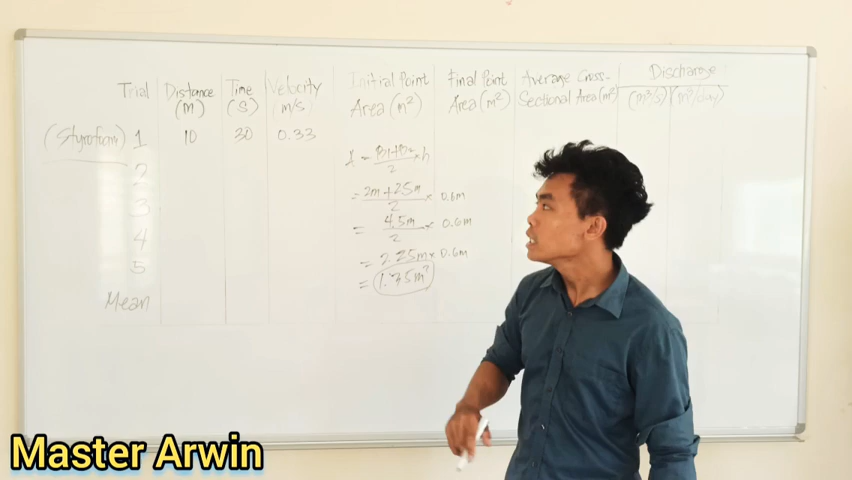 Trial Distance (M) Time (S) Velocity m/s Initial Point Area (m²) Final Point Area (m²) Average Cross-Sectional Area (m²) Discharge (m³/s) (m³/day)
(Styrofoam) 1 10 30 0.33
2
3
4
5
Mean
2 × h
= 2m + 2.5m / 2 × 0.6m
= 4.5m / 2 × 0.6m
= 2.25m × 0.6m
= 1.35m²
Master Arwin